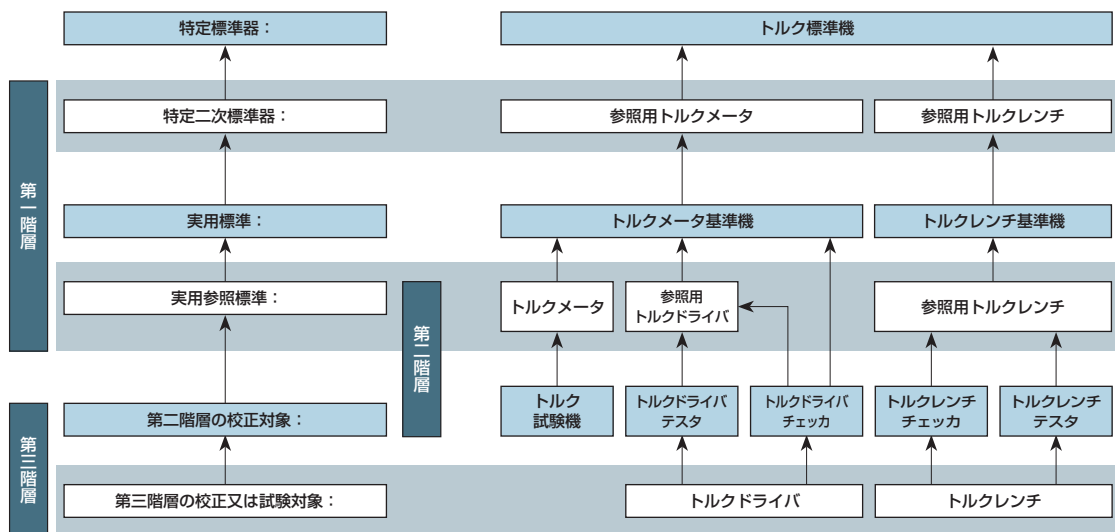 特定標準器：
トルク標準機
第一階層
特定二次標準器：
参照用トルクメータ
参照用トルクレンチ
実用標準：
トルクメータ基準機
トルクレンチ基準機
実用参照標準：
第二階層
トルクメータ
参照用
トルクドライバ
参照用トルクレンチ
第三階層
第二階層の校正対象：
トルク
試験機
トルクドライバ
テスタ
トルクドライバ
チェッカ
トルクレンチ
チェッカ
トルクレンチ
テスタ
第三階層の校正又は試験対象：
トルクドライバ
トルクレンチ